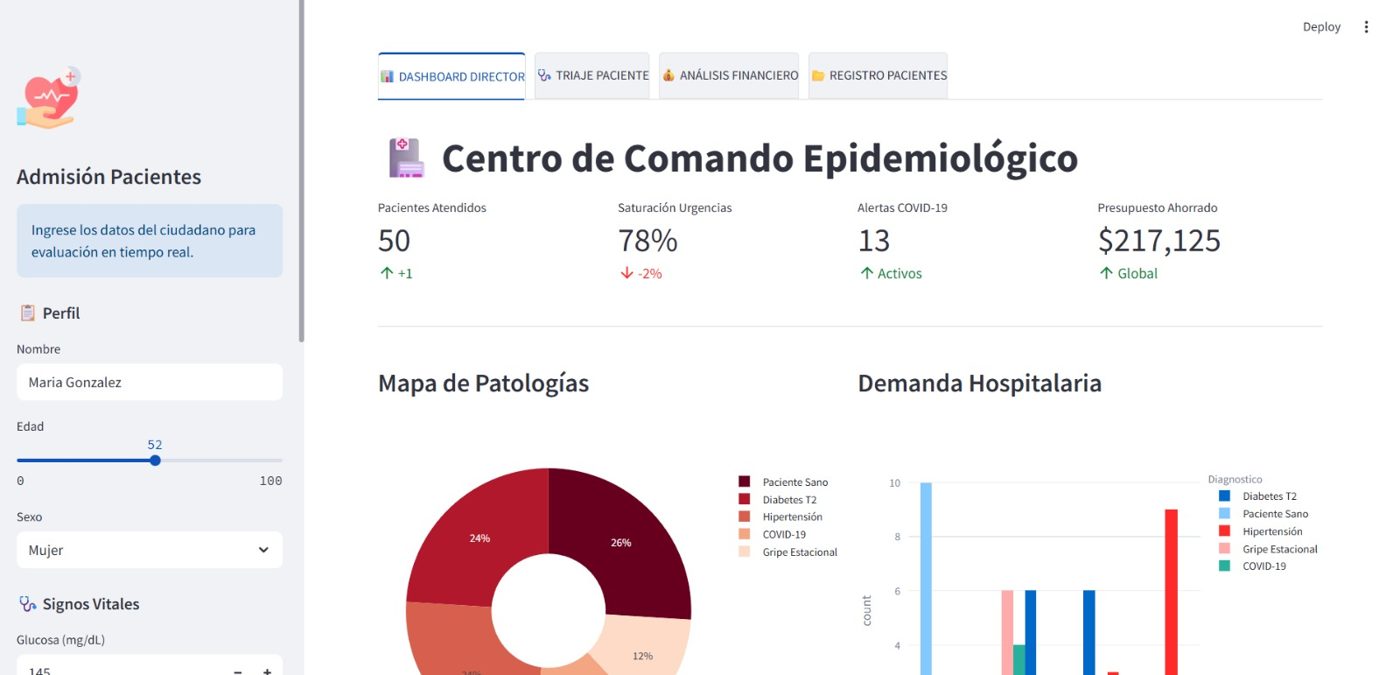 Deploy
DASHBOARD DIRECTOR
TRIAJE PACIENTE
ANÁLISIS FINANCIERO
REGISTRO PACIENTES
Admisión Pacientes
Ingrese los datos del ciudadano para
evaluación en tiempo real.
Perfil
Nombre
Maria Gonzalez
Edad
52
0
100
Sexo
Mujer
Signos Vitales
Glucosa (mg/dL)
145
Centro de Comando Epidemiológico
Pacientes Atendidos
50
+1
Saturación Urgencias
78%
-2%
Alertas COVID-19
13
Activos
Presupuesto Ahorrado
$217,125
Global
Mapa de Patologías
24%
26%
12%
24%
Paciente Sano
Diabetes T2
Hipertensión
COVID-19
Gripe Estacional
Demanda Hospitalaria
10
8
6
4
count
Diagnostico
Diabetes T2
Paciente Sano
Hipertensión
Gripe Estacional
COVID-19